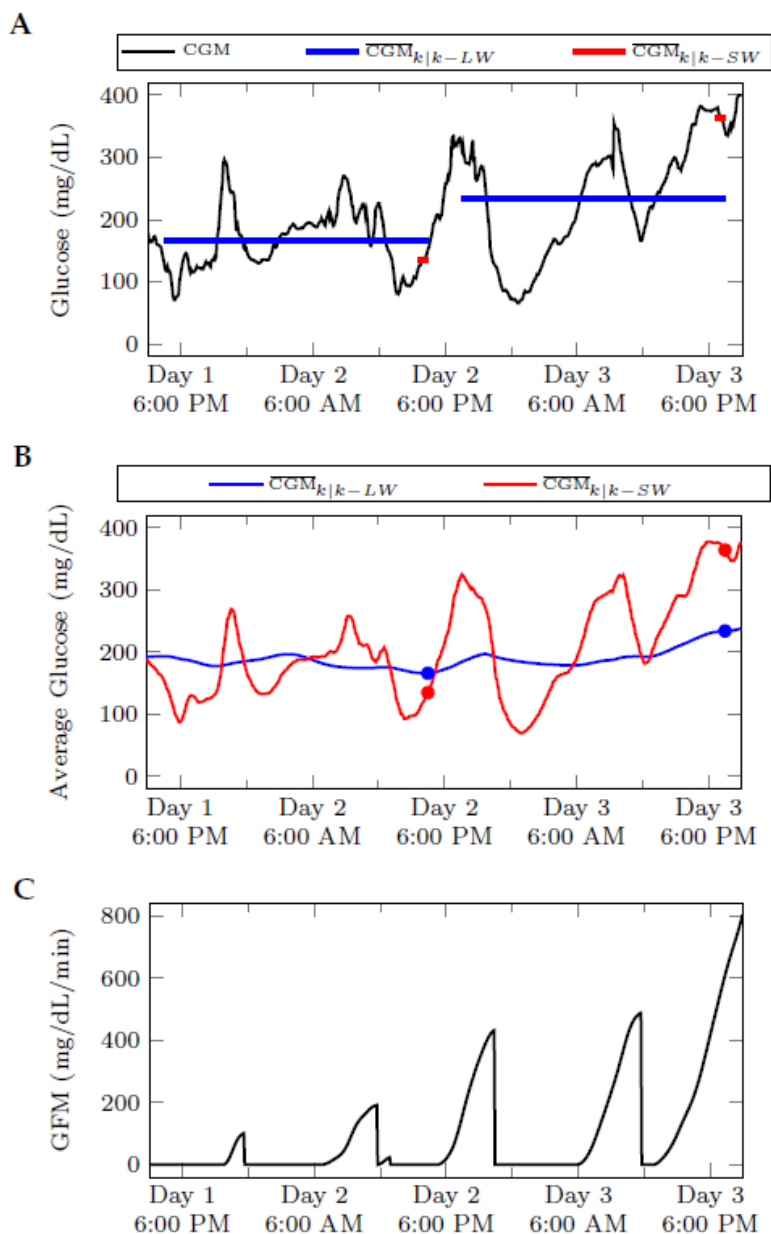 A
CGM
CGM k|k−LW
CGM k|k−SW
Glucose (mg/dL)
400
300
200
100
0
Day 1
6:00 PM
Day 2
6:00 AM
Day 2
6:00 PM
Day 3
6:00 AM
Day 3
6:00 PM
B
CGM k|k−LW
CGM k|k−SW
Average Glucose (mg/dL)
400
300
200
100
0
Day 1
6:00 PM
Day 2
6:00 AM
Day 2
6:00 PM
Day 3
6:00 AM
Day 3
6:00 PM
C
GFM (mg/dL/min)
800
600
400
200
0
Day 1
6:00 PM
Day 2
6:00 AM
Day 2
6:00 PM
Day 3
6:00 AM
Day 3
6:00 PM